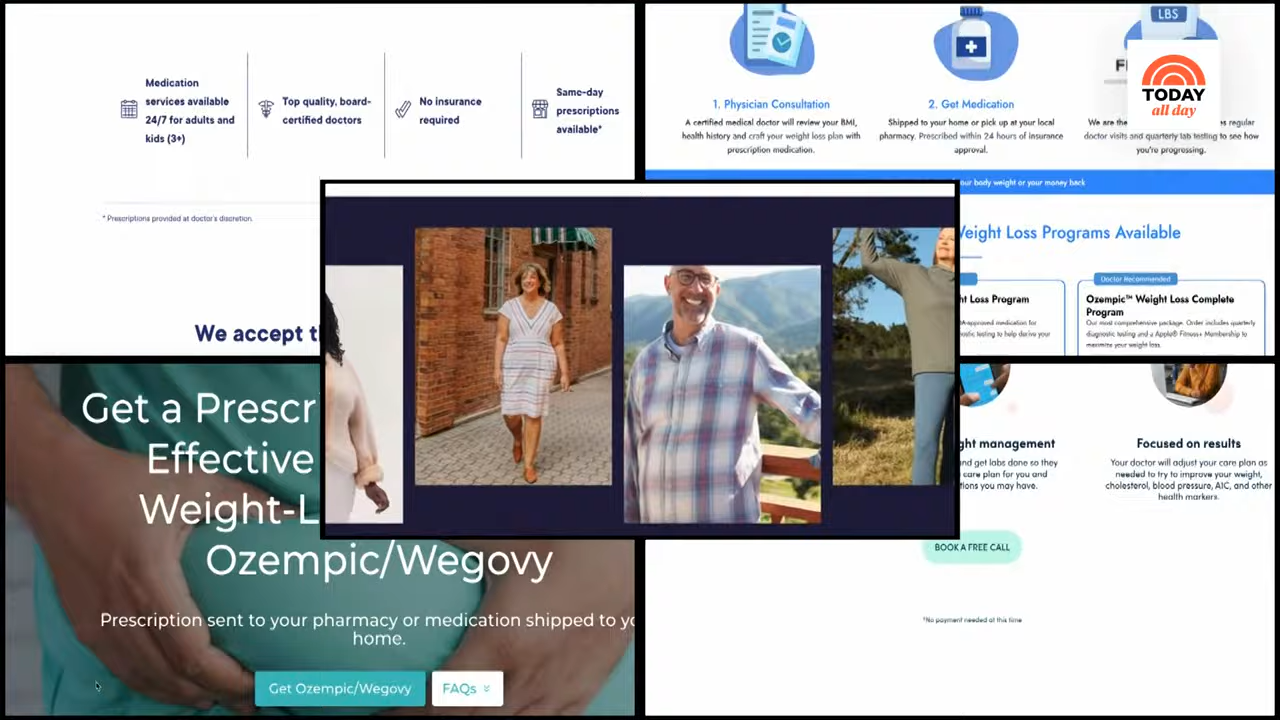 Medication
services available
24/7 for adults and
kids (3+)
Top quality, board-
certified doctors
No insurance
required
Same-day
prescriptions
available*
* Prescriptions provided at doctor's discretion.
We accept
LBS
TODAY
all day
1. Physician Consultation
A certified medical doctor will review your BMI,
health history and craft your weight loss plan with
prescription medication.
2. Get Medication
Shipped to your home or pick up at your local
pharmacy. Prescribed within 24 hours of insurance
approval.
We are the
regular
doctor visits and quarterly lab testing to see how
you're progressing.
our body weight or your money back
Weight Loss Programs Available
Loss Program
medication for
testing to help derive your
Doctor Recommended
Ozempic™ Weight Loss Complete
Program
Our most comprehensive package. Order includes quarterly
diagnostic testing and a Apple® Fitness+ Membership to
maximize your weight loss.
Get a Prescr
Effective
Weight-L
Ozempic/Wegovy
Prescription sent to your pharmacy or medication shipped to
home.
Get Ozempic/Wegovy
FAQs
management
and get labs done so they
care plan for you and
you may have.
Focused on results
Your doctor will adjust your care plan as
needed to try to improve your weight,
cholesterol, blood pressure, A1C, and other
health markers.
BOOK A FREE CALL
*No payment needed at this time